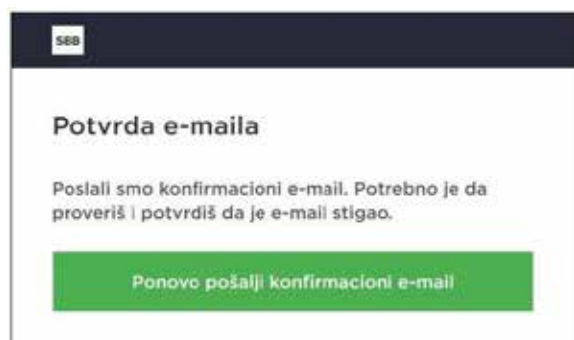 SBB
Potvrda e-maila
Poslali smo konfirmacioni e-mail. Potrebno je da
proveriš i potvrdiš da je e-mail stigao.
Ponovo pošalji konfirmacioni e-mail